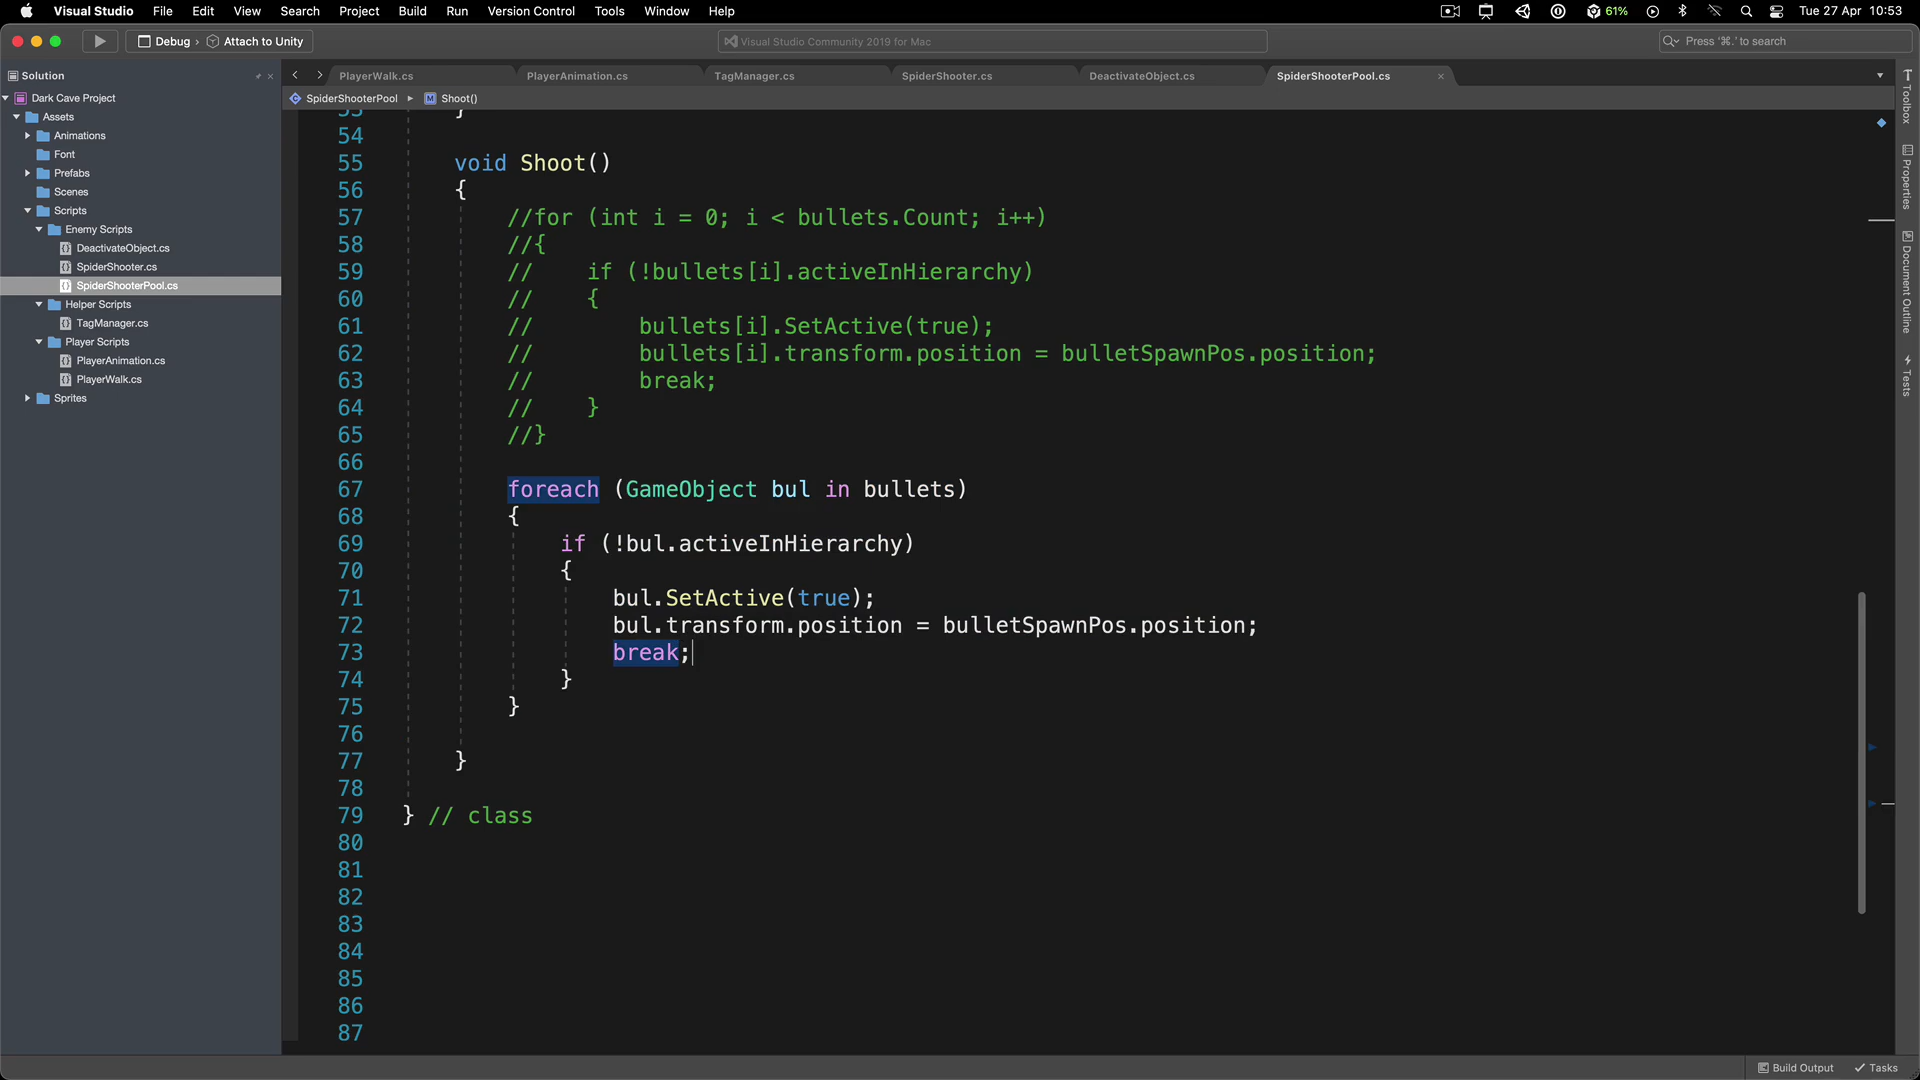 Visual Studio File Edit View Search Project Build Run Version Control Tools Window Help 61% Tue 27 Apr 10:53
Debug › Attach to Unity Visual Studio Community 2019 for Mac Press '⌘.' to search
Solution
Dark Cave Project
Assets
Animations
Font
Prefabs
Scenes
Scripts
Enemy Scripts
DeactivateObject.cs
SpiderShooter.cs
SpiderShooterPool.cs
Helper Scripts
TagManager.cs
Player Scripts
PlayerAnimation.cs
PlayerWalk.cs
Sprites
PlayerWalk.cs PlayerAnimation.cs TagManager.cs SpiderShooter.cs DeactivateObject.cs SpiderShooterPool.cs
SpiderShooterPool Shoot()
53 }
54
55 void Shoot()
56 {
57 //for (int i = 0; i < bullets.Count; i++)
58 //{
59 // if (!bullets[i].activeInHierarchy)
60 // {
61 // bullets[i].SetActive(true);
62 // bullets[i].transform.position = bulletSpawnPos.position;
63 // break;
64 // }
65 //}
66
67 foreach (GameObject bul in bullets)
68 {
69 if (!bul.activeInHierarchy)
70 {
71 bul.SetActive(true);
72 bul.transform.position = bulletSpawnPos.position;
73 break;
74 }
75 }
76
77 }
78
79 } // class
80
81
82
83
84
85
86
87
Toolbox
Properties
Document Outline
Tests
Build Output Tasks